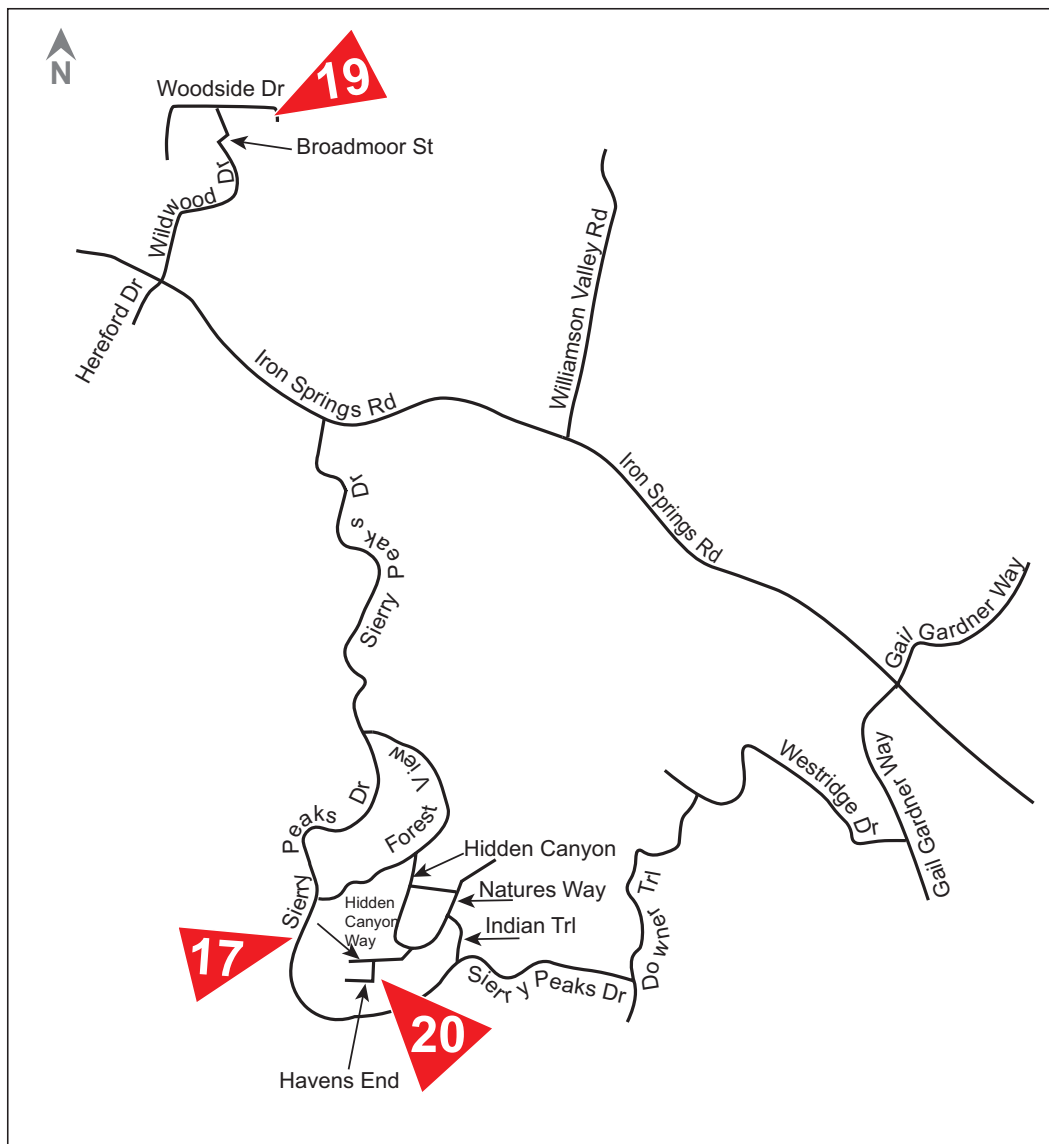 N
Woodside Dr
19
Broadmoor St
Wildwood Dr
Hereford Dr
Williamson Valley Rd
Iron Springs Rd
Iron Springs Rd
Sierry Peaks Dr
Gail Gardner Way
Gail Gardner Way
Westridge Dr
Forest View
Sierry Peaks Dr
Hidden Canyon
Natures Way
Hidden
Canyon
Way
Indian Trl
Downer Trl
17
Sierry Peaks Dr
20
Havens End